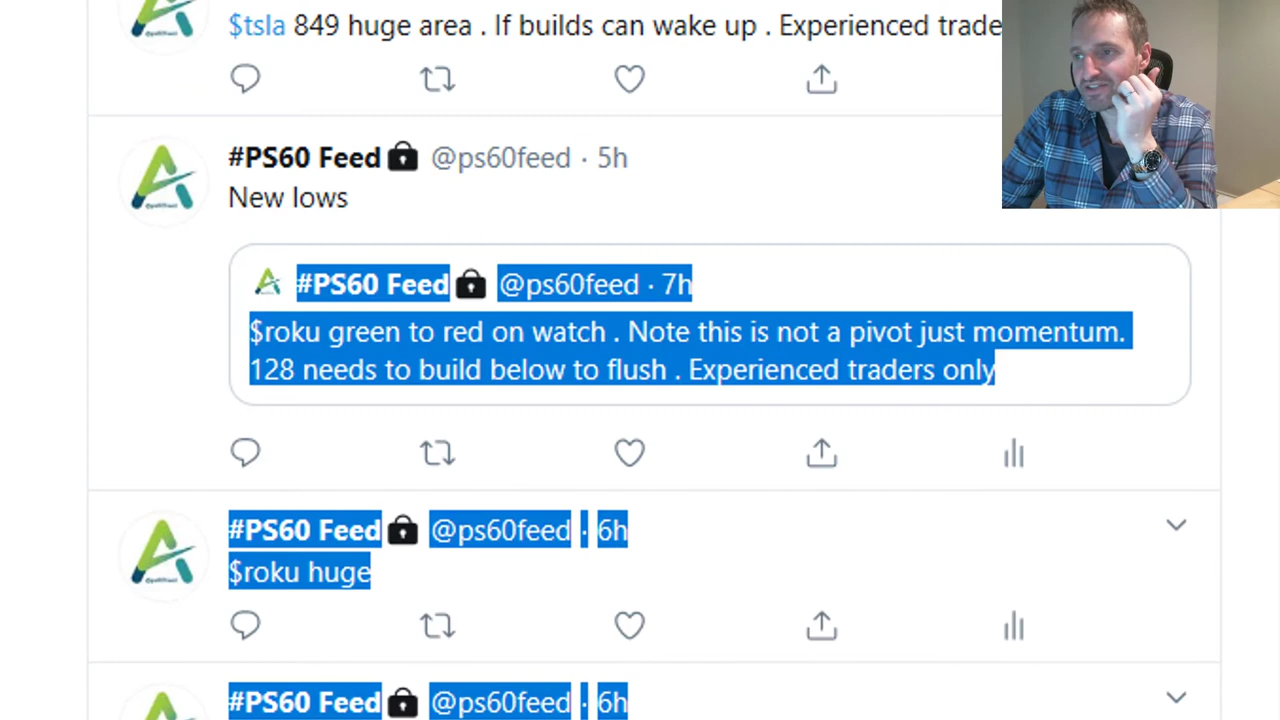 $tsla 849 huge area . If builds can wake up . Experienced trade
#PS60 Feed @ps60feed · 5h
New lows
#PS60 Feed @ps60feed · 7h
$roku green to red on watch . Note this is not a pivot just momentum.
128 needs to build below to flush . Experienced traders only
#PS60 Feed @ps60feed · 6h
$roku huge
#PS60 Feed @ps60feed · 6h